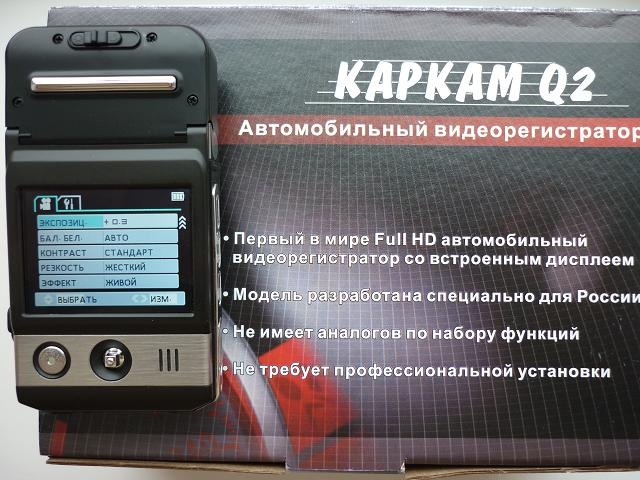 КАРКАМ Q2
Автомобильный видеорегистратор
• Первый в мире Full HD автомобильный
видеорегистратор со встроенным дисплеем
• Модель разработана специально для России
• Не имеет аналогов по набору функций
• Не требует профессиональной установки
ЭКСПОЗИЦ. +0.3
БАЛ. БЕЛ. АВТО
КОНТРАСТ СТАНДАРТ
РЕЗКОСТЬ ЖЕСТКИЙ
ЭФФЕКТ ЖИВОЙ
ВЫБРАТЬ ИЗМ.